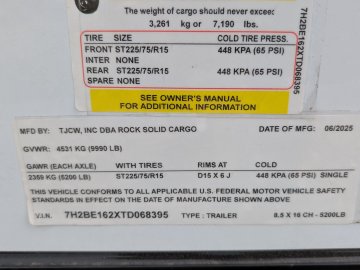 The weight of cargo should never exceed
3,261 kg or 7,190 lbs.
TIRE SIZE COLD TIRE PRESS.
FRONT ST225/75/R15 448 KPA (65 PSI)
INTER NONE
REAR ST225/75/R15 448 KPA (65 PSI)
SPARE NONE
7H2BE162XTD068395
SEE OWNER'S MANUAL
FOR ADDITIONAL INFORMATION
MFD BY: TJCW, INC DBA ROCK SOLID CARGO DATE OF MFG: 06/2025
GVWR: 4531 KG (9990 LB)
GAWR (EACH AXLE) WITH TIRES RIMS AT COLD
2359 KG (5200 LB) ST225/75/R15 D15 X 6 J 448 KPA (65 PSI) SINGLE
THIS VEHICLE CONFORMS TO ALL APPLICABLE U.S. FEDERAL MOTOR VEHICLE SAFETY
STANDARDS IN EFFECT ON THE DATE OF MANUFACTURE SHOWN ABOVE
V.I.N. 7H2BE162XTD068395 TYPE : TRAILER 8.5 X 16 CH - 5200LB